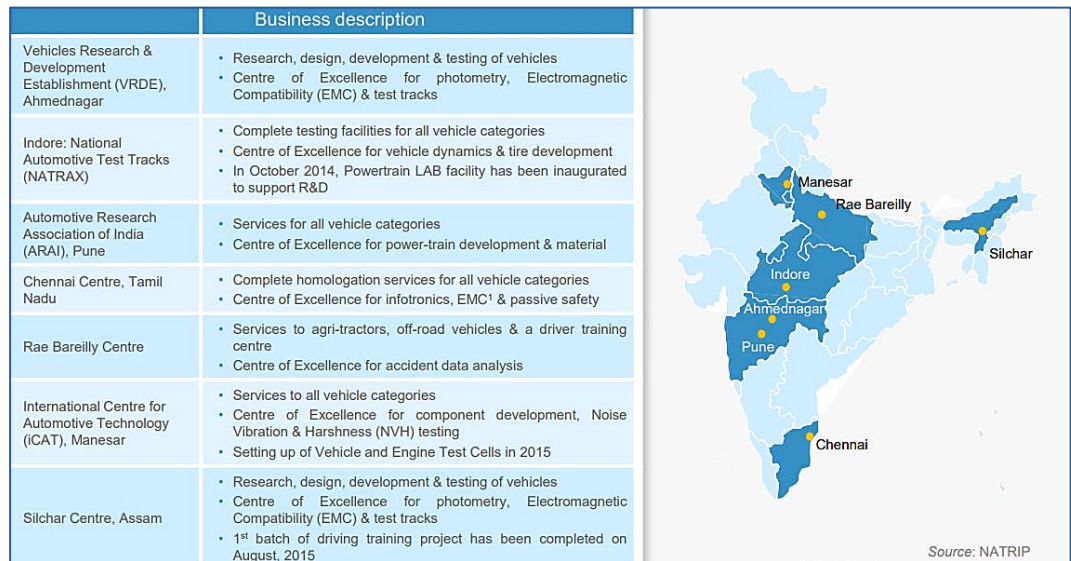 Business description
Vehicles Research &
Development
Establishment (VRDE),
Ahmednagar
• Research, design, development & testing of vehicles
• Centre of Excellence for photometry, Electromagnetic
Compatibility (EMC) & test tracks
Indore: National
Automotive Test Tracks
(NATRAX)
• Complete testing facilities for all vehicle categories
• Centre of Excellence for vehicle dynamics & tire development
• In October 2014, Powertrain LAB facility has been inaugurated
to support R&D
Automotive Research
Association of India
(ARAI), Pune
• Services for all vehicle categories
• Centre of Excellence for power-train development & material
Chennai Centre, Tamil
Nadu
• Complete homologation services for all vehicle categories
• Centre of Excellence for infotronics, EMC¹ & passive safety
Rae Bareilly Centre
• Services to agri-tractors, off-road vehicles & a driver training
centre
• Centre of Excellence for accident data analysis
International Centre for
Automotive Technology
(iCAT), Manesar
• Services to all vehicle categories
• Centre of Excellence for component development, Noise
Vibration & Harshness (NVH) testing
• Setting up of Vehicle and Engine Test Cells in 2015
Silchar Centre, Assam
• Research, design, development & testing of vehicles
• Centre of Excellence for photometry, Electromagnetic
Compatibility (EMC) & test tracks
• 1st batch of driving training project has been completed on
August, 2015
Manesar
Rae Bareilly
Silchar
Indore
Ahmednagar
Pune
Chennai
Source: NATRIP